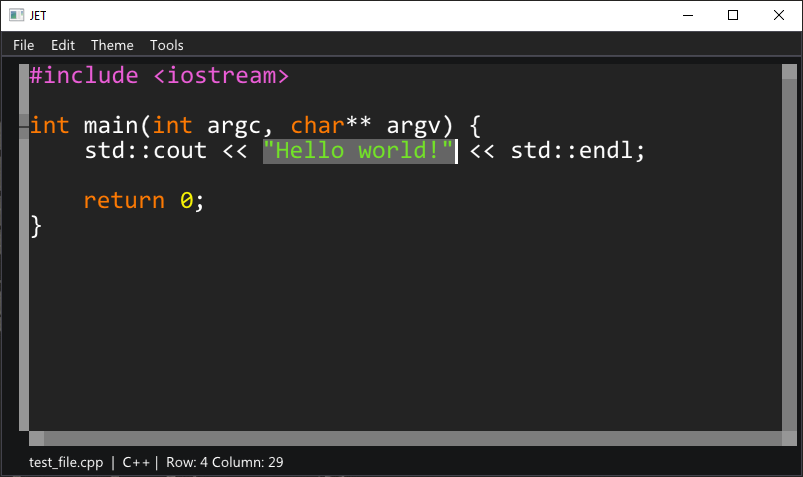 JET
File Edit Theme Tools
#include <iostream>
int main(int argc, char** argv) {
    std::cout << "Hello world!" << std::endl;
    return 0;
}
test_file.cpp | C++ | Row: 4 Column: 29